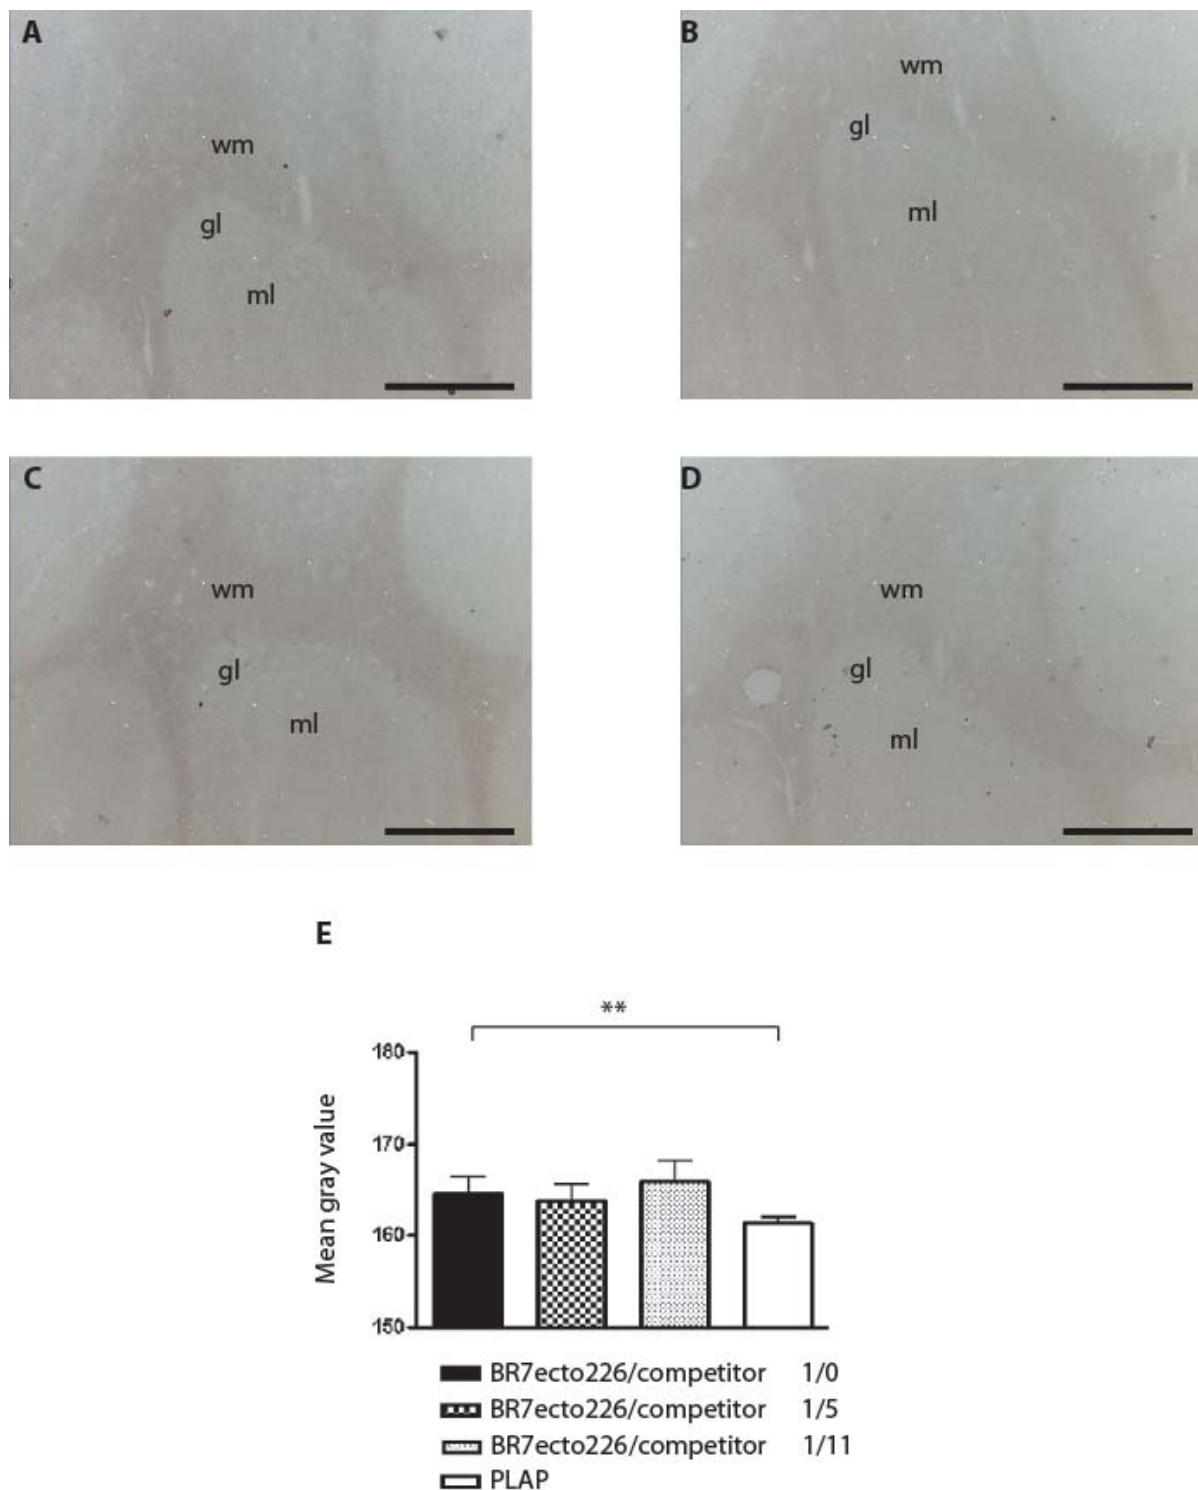 A
wm
gl
ml
B
wm
gl
ml
C
wm
gl
ml
D
wm
gl
ml
E
**
180
170
160
150
Mean gray value
BR7ecto226/competitor 1/0
BR7ecto226/competitor 1/5
BR7ecto226/competitor 1/11
PLAP